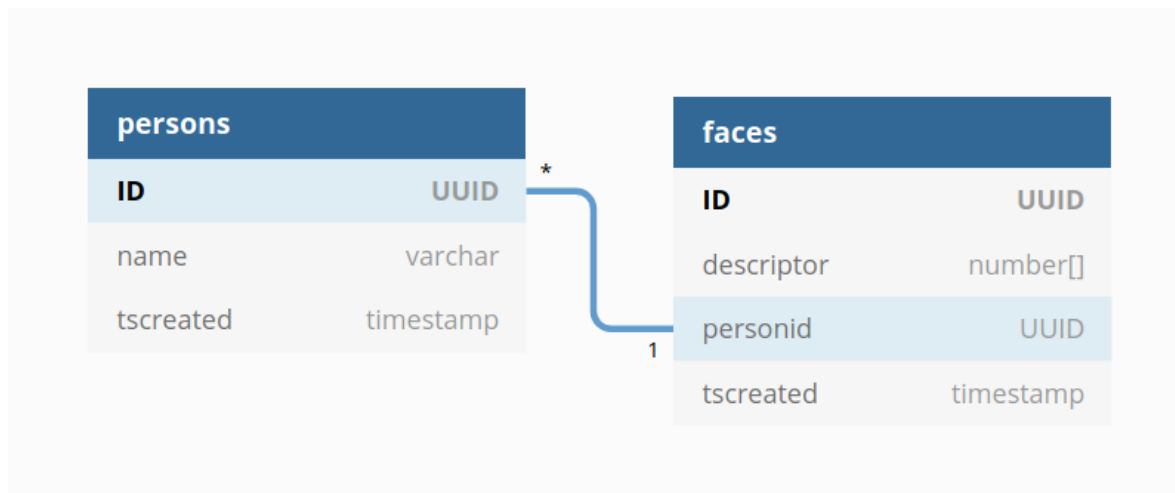 persons
ID UUID
name varchar
tscreated timestamp
*
1
faces
ID UUID
descriptor number[]
personid UUID
tscreated timestamp